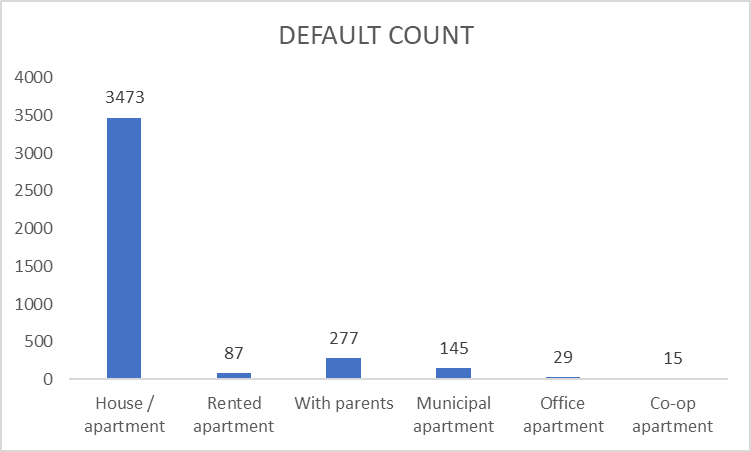 DEFAULT COUNT
4000
3500
3000
2500
2000
1500
1000
500
0
3473
87
277
145
29
15
House /
apartment
Rented
apartment
With parents
Municipal
apartment
Office
apartment
Co-op
apartment